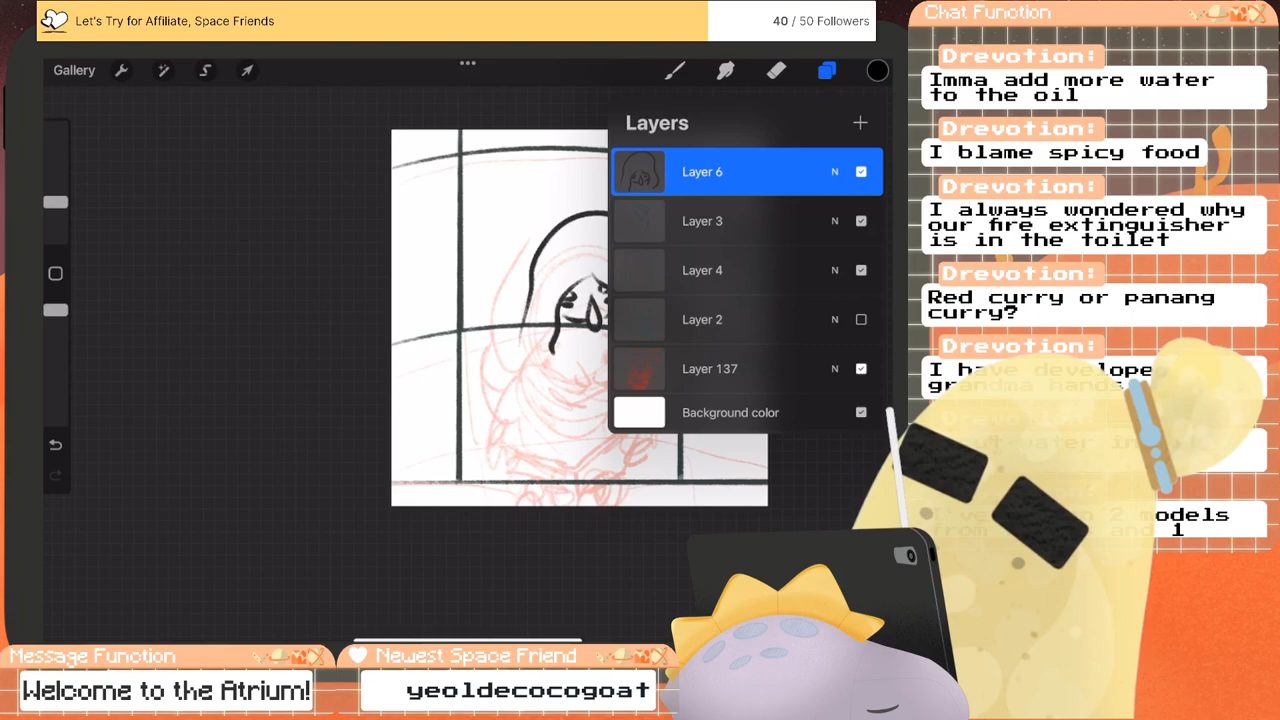 Let's Try for Affiliate, Space Friends
40 / 50 Followers
Gallery
Layers
Layer 6
N
Layer 3
N
Layer 4
N
Layer 2
N
Layer 137
N
Background color
Chat Function
Drevotion:
Imma add more water
to the oil
Drevotion:
I blame spicy food
Drevotion:
I always wondered why
our fire extinguisher
is in the toilet
Drevotion:
Red curry or panang
curry?
Drevotion:
I have develope
grandma hands
models
from
1
Message Function
Welcome to the Atrium!
Newest Space Friend
yeoldecocogoat